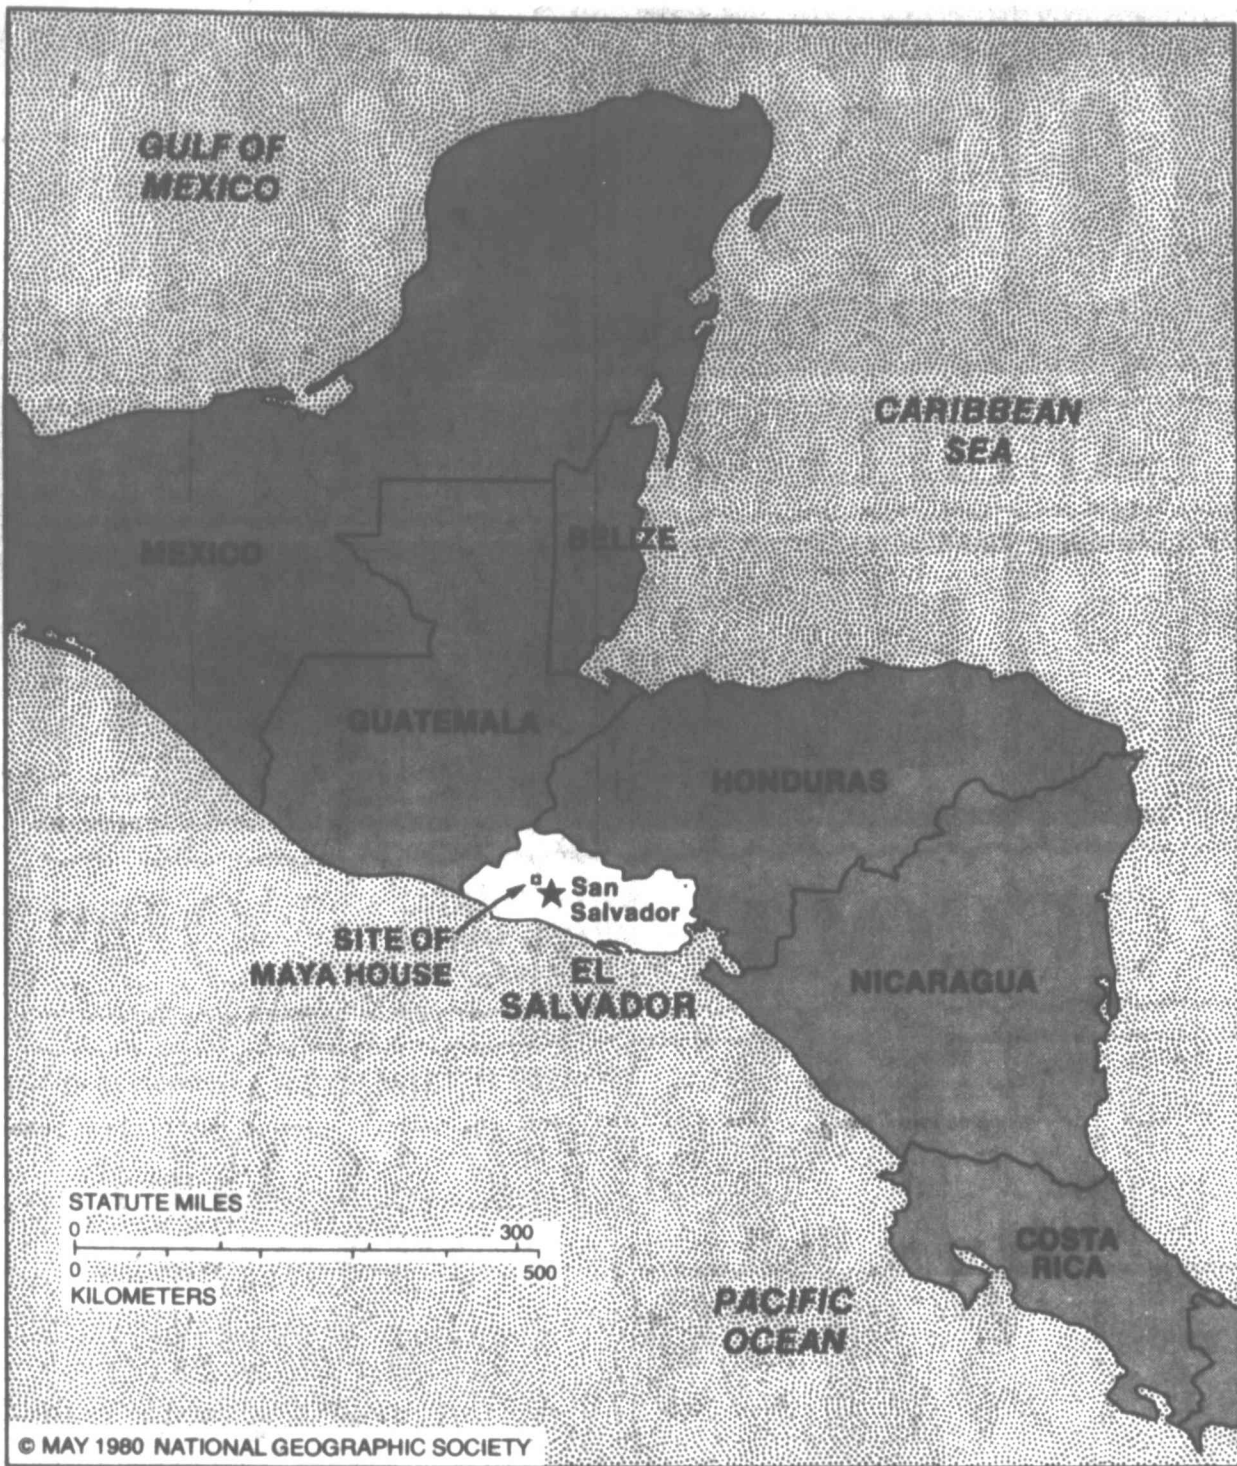 GULF OF
MEXICO
CARIBBEAN
SEA
MEXICO
BELIZE
GUATEMALA
HONDURAS
San
Salvador
SITE OF
MAYA HOUSE
EL
SALVADOR
NICARAGUA
STATUTE MILES
0 300
0 500
KILOMETERS
COSTA
RICA
PACIFIC
OCEAN
© MAY 1980 NATIONAL GEOGRAPHIC SOCIETY